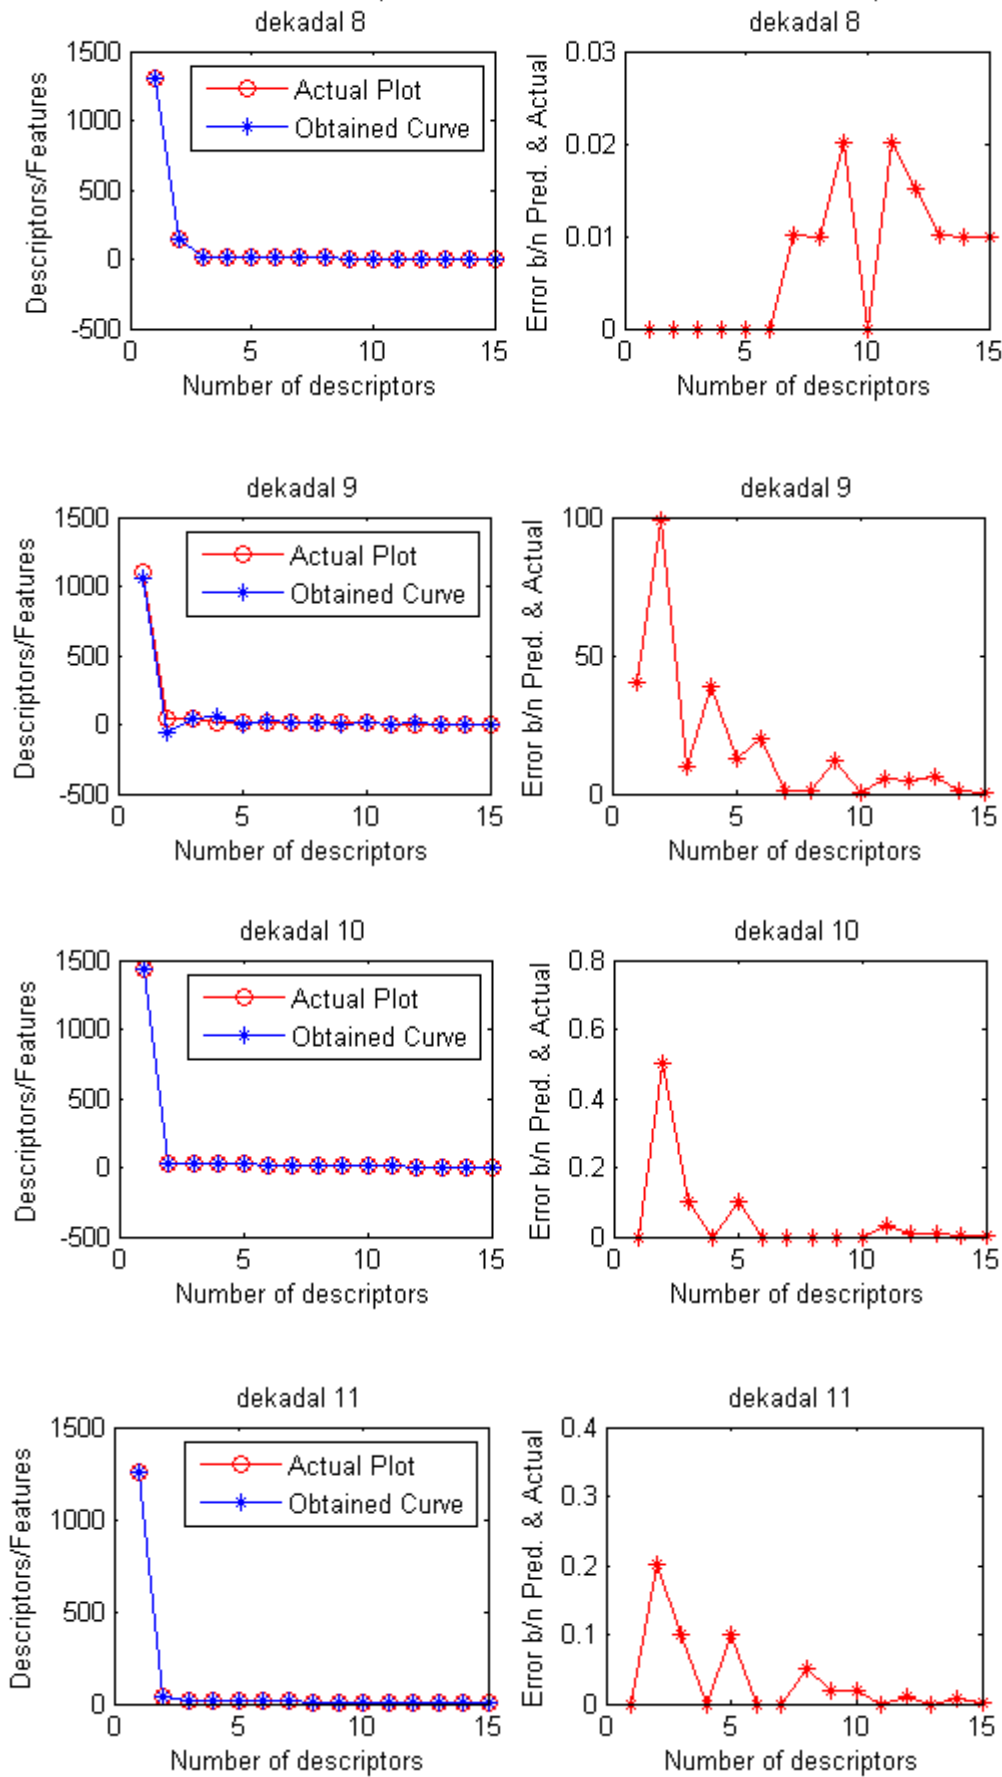 dekadal 8
1500
1000
500
0
-500
Descriptors/Features
Actual Plot
Obtained Curve
0 5 10 15
Number of descriptors
dekadal 8
0.03
0.02
0.01
0
Error b/n Pred. & Actual
0 5 10 15
Number of descriptors
dekadal 9
1500
1000
500
0
-500
Descriptors/Features
Actual Plot
Obtained Curve
0 5 10 15
Number of descriptors
dekadal 9
100
50
0
Error b/n Pred. & Actual
0 5 10 15
Number of descriptors
dekadal 10
1500
1000
500
0
-500
Descriptors/Features
Actual Plot
Obtained Curve
0 5 10 15
Number of descriptors
dekadal 10
0.8
0.6
0.4
0.2
0
Error b/n Pred. & Actual
0 5 10 15
Number of descriptors
dekadal 11
1500
1000
500
0
Descriptors/Features
Actual Plot
Obtained Curve
0 5 10 15
Number of descriptors
dekadal 11
0.4
0.3
0.2
0.1
0
Error b/n Pred. & Actual
0 5 10 15
Number of descriptors